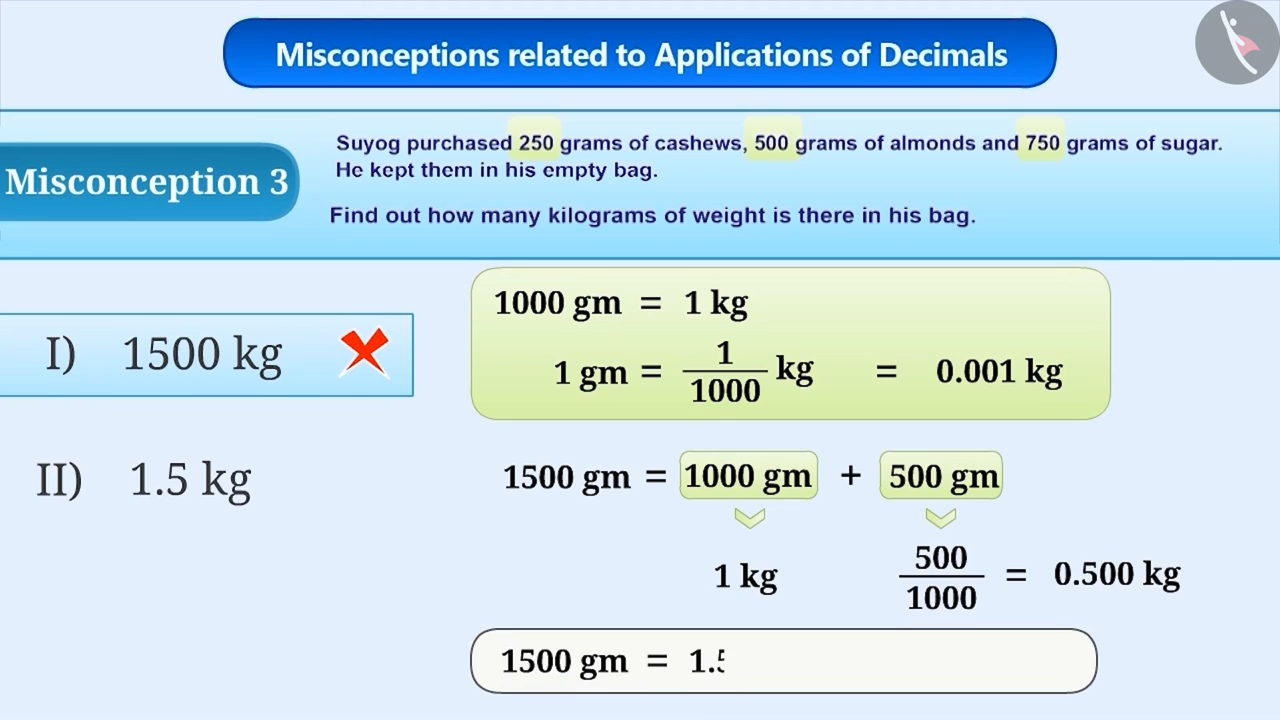 Misconceptions related to Applications of Decimals
Misconception 3
Suyog purchased 250 grams of cashews, 500 grams of almonds and 750 grams of sugar.
He kept them in his empty bag.
Find out how many kilograms of weight is there in his bag.
I) 1500 kg
II) 1.5 kg
1000 gm = 1 kg
1 gm = 1/1000 kg = 0.001 kg
1500 gm = 1000 gm + 500 gm
1 kg
500/1000 = 0.500 kg
1500 gm = 1.5